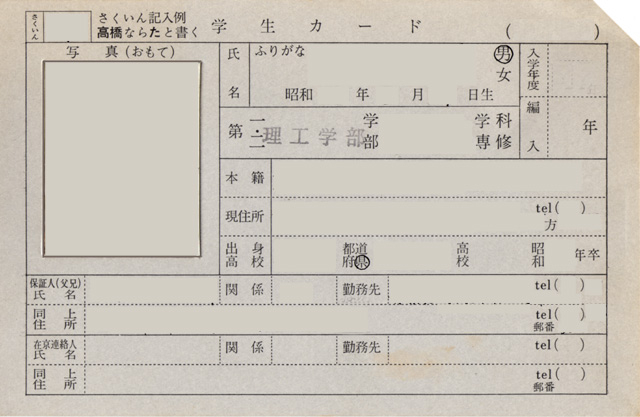 さくいん
さくいん記入例
高橋ならたと書く
学生カード ( )
写 真 (おもて)
氏 名
ふりがな
男
女
昭和 年 月 日生
入学年度
編入
年
第一・二 理工学部 学部 学科 専修
本籍
現住所
tel( )
方
出身高校
都道府県
高校
昭和
年卒
保証人(父兄)氏名
関係
勤務先
tel( )
同上住所
tel( )
郵番
在京連絡人氏名
関係
勤務先
tel( )
同上住所
tel( )
郵番